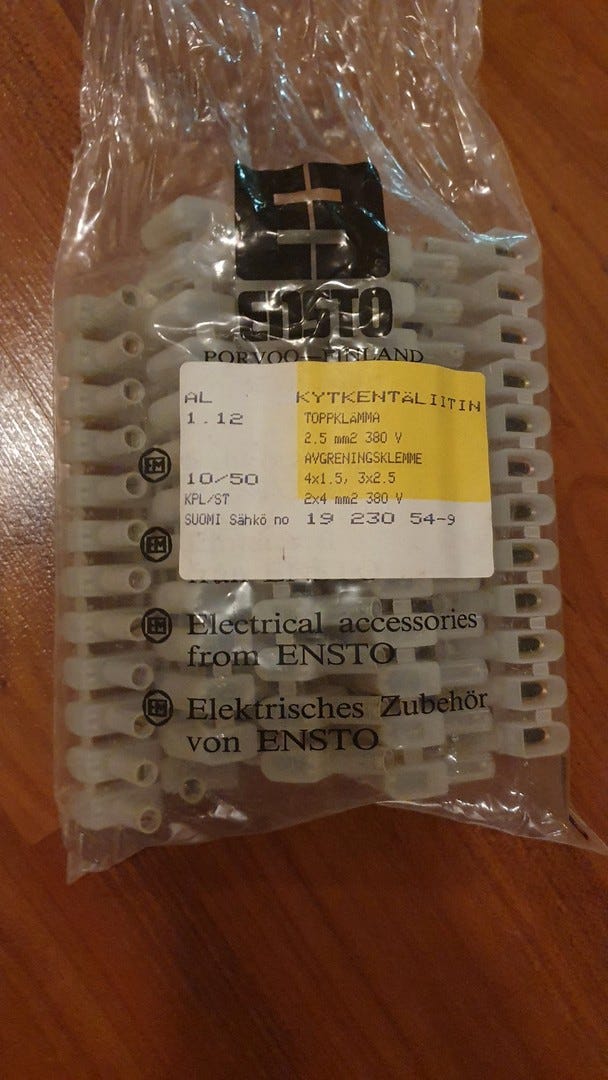 ENSTO
PORVOO—FINLAND
AL KYTKENTÄLIITIN
1.12 TOPPKLÄMMA
2.5 mm2 380 V
AVGRENINGSKLEMME
10/50 4x1.5, 3x2.5
KPL/ST 2x4 mm2 380 V
SUOMI Sähkö no 19 230 54-9
Electrical accessories
from ENSTO
Elektrisches Zubehör
von ENSTO